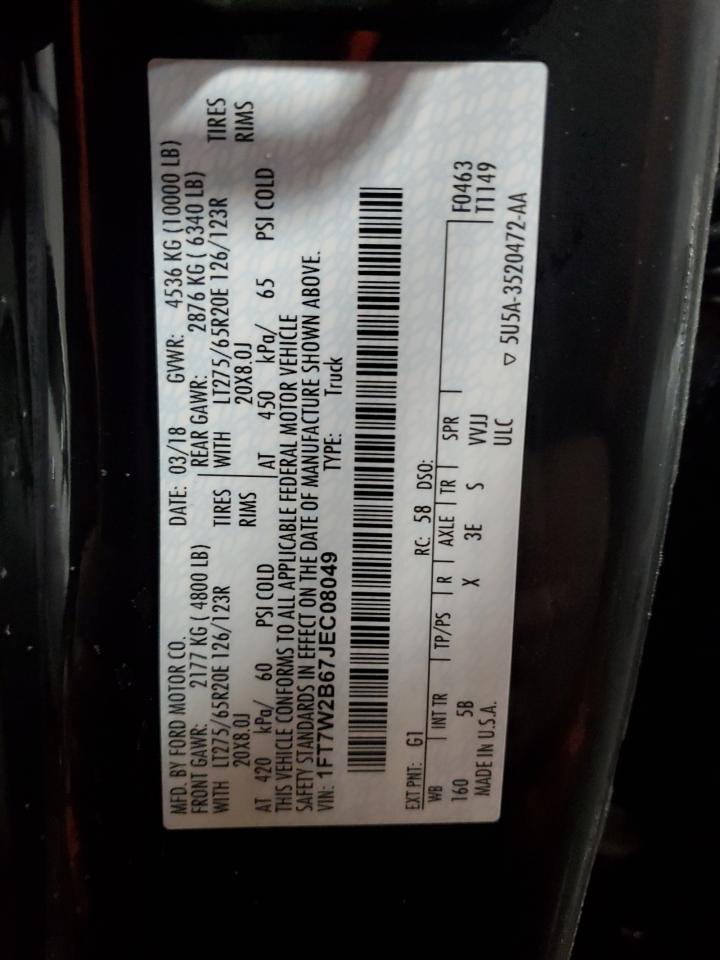 MFD. BY FORD MOTOR CO.
DATE: 03/18 GVWR: 4536 KG (10000 LB)
FRONT GAWR: 2177 KG ( 4800 LB) REAR GAWR: 2876 KG ( 6340 LB)
WITH LT275/65R20E 126/123R TIRES WITH LT275/65R20E 126/123R TIRES
20X8.0J RIMS 20X8.0J RIMS
AT 420 kPa/ 60 PSI COLD AT 450 kPa/ 65 PSI COLD
THIS VEHICLE CONFORMS TO ALL APPLICABLE FEDERAL MOTOR VEHICLE
SAFETY STANDARDS IN EFFECT ON THE DATE OF MANUFACTURE SHOWN ABOVE.
VIN: 1FT7W2B67JEC08049 TYPE: Truck
EXT PNT: G1 RC: 58 DSO:
WB INT TR TP/PS R AXLE TR SPR F0463
160 5B X 3E S VVJJ T1149
MADE IN U.S.A. ULC ▽ 5U5A-3520472-AA